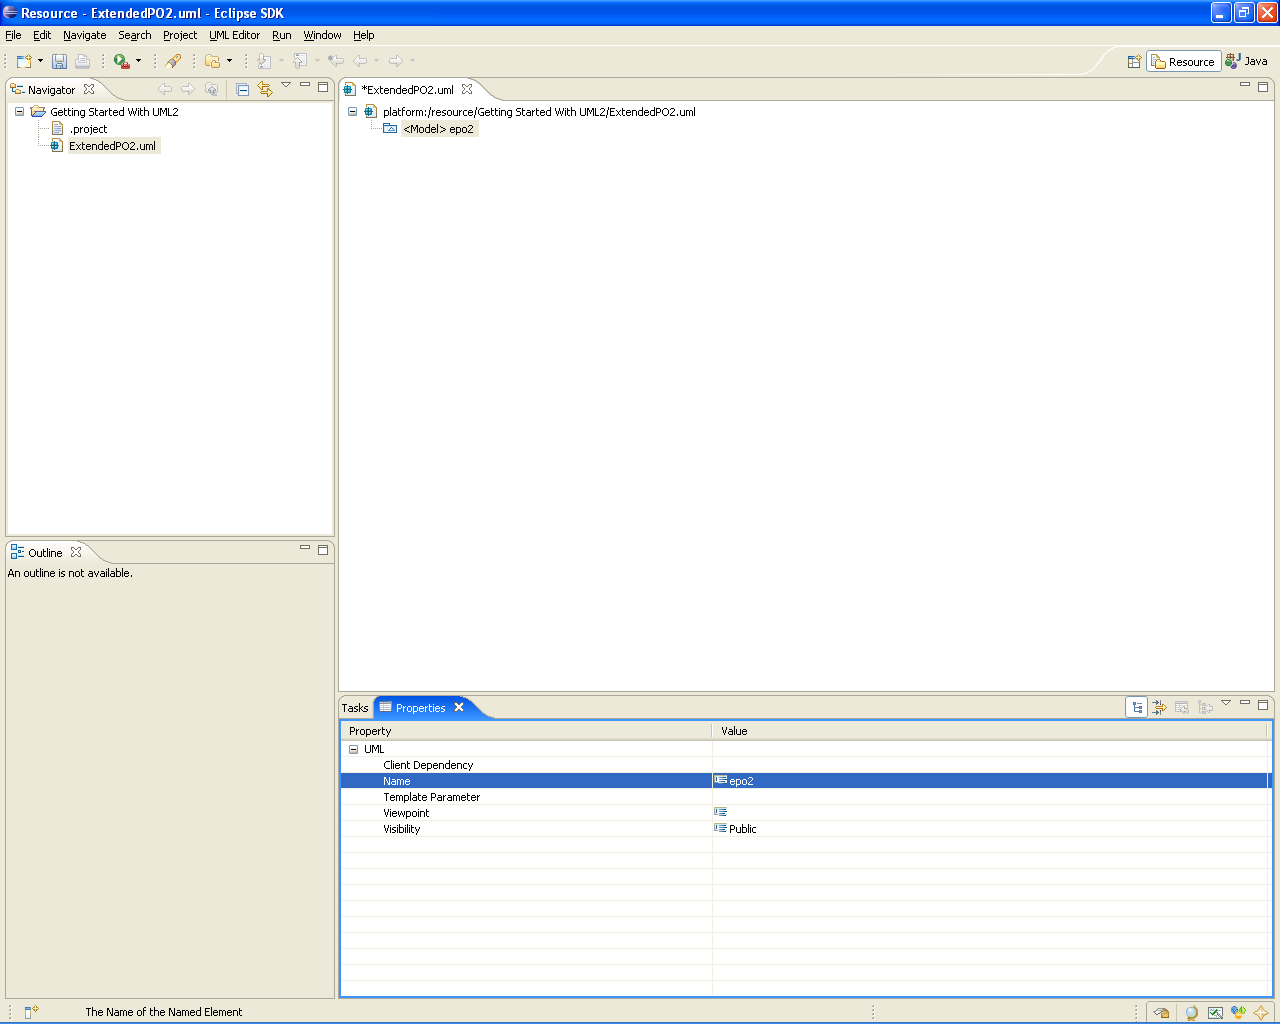 Resource - ExtendedPO2.uml - Eclipse SDK
File Edit Navigate Search Project UML Editor Run Window Help
Resource Java
Navigator
Getting Started With UML2
.project
ExtendedPO2.uml
*ExtendedPO2.uml
platform:/resource/Getting Started With UML2/ExtendedPO2.uml
<Model> epo2
Outline
An outline is not available.
Tasks Properties
Property Value
UML
Client Dependency
Name epo2
Template Parameter
Viewpoint
Visibility Public
The Name of the Named Element